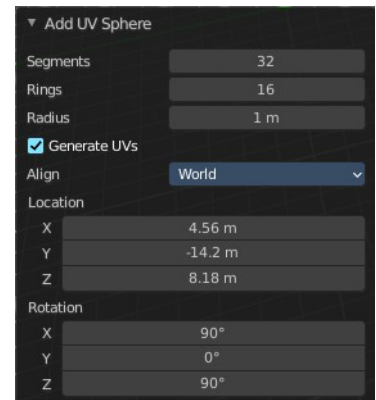 Add UV Sphere
Segments 32
Rings 16
Radius 1 m
Generate UVs
Align World
Location
X 4.56 m
Y -14.2 m
Z 8.18 m
Rotation
X 90°
Y 0°
Z 90°